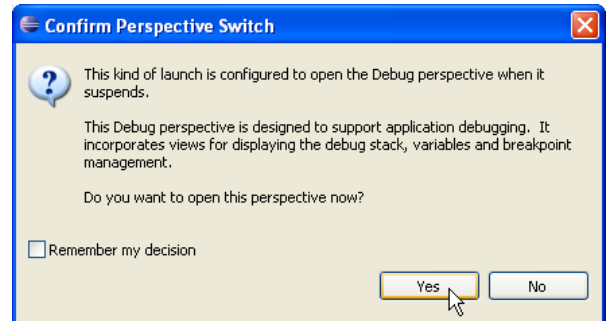 Confirm Perspective Switch
This kind of launch is configured to open the Debug perspective when it
suspends.
This Debug perspective is designed to support application debugging. It
incorporates views for displaying the debug stack, variables and breakpoint
management.
Do you want to open this perspective now?
Remember my decision
Yes No